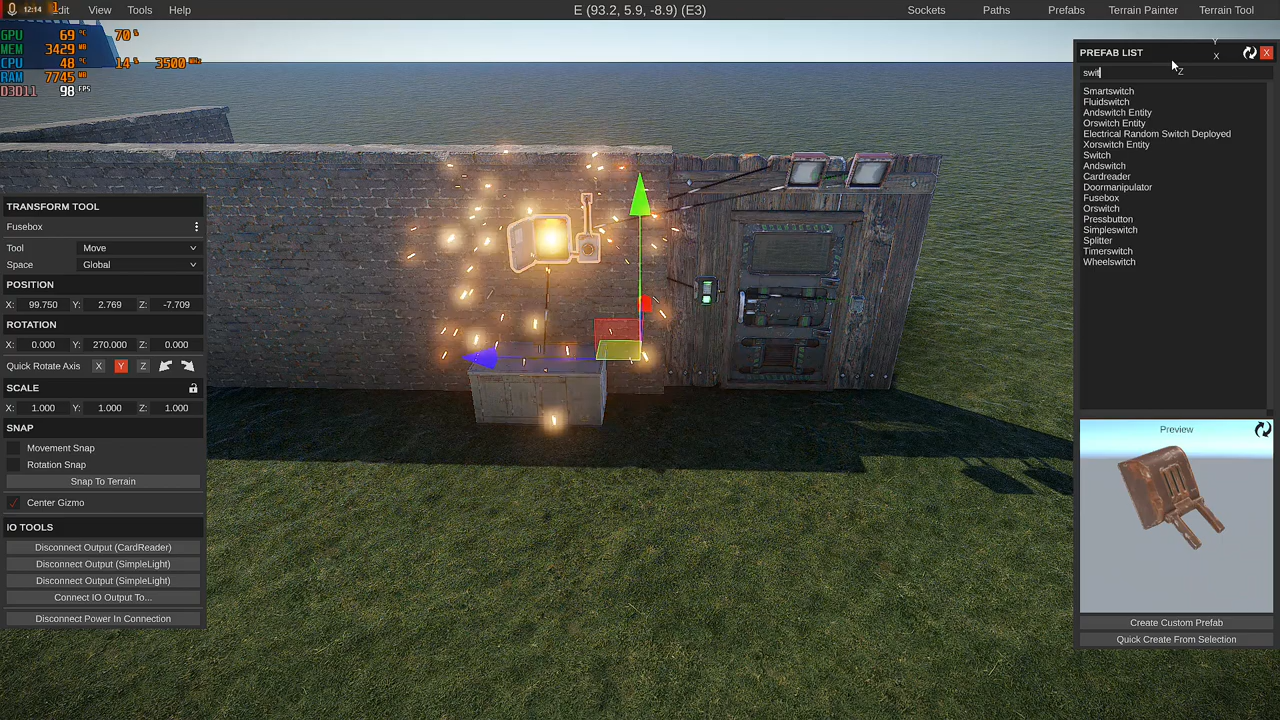 12:14
dit View Tools Help
E (93.2, 5.9, -8.9) (E3)
Sockets Paths Prefabs Terrain Painter Terrain Tool
GPU 69 °C 70 %
MEM 3429 MB
CPU 48 °C 14 % 3500 MHz
RAM 7745 MB
D3D11 98 FPS
TRANSFORM TOOL
Fusebox
Tool Move
Space Global
POSITION
X: 99.750 Y: 2.769 Z: -7.709
ROTATION
X: 0.000 Y: 270.000 Z: 0.000
Quick Rotate Axis X Y Z
SCALE
X: 1.000 Y: 1.000 Z: 1.000
SNAP
Movement Snap
Rotation Snap
Snap To Terrain
Center Gizmo
IO TOOLS
Disconnect Output (CardReader)
Disconnect Output (SimpleLight)
Disconnect Output (SimpleLight)
Connect IO Output To...
Disconnect Power In Connection
PREFAB LIST X
Y
X
Z
swit
Smartswitch
Fluidswitch
Andswitch Entity
Orswitch Entity
Electrical Random Switch Deployed
Xorswitch Entity
Switch
Andswitch
Cardreader
Doormanipulator
Fusebox
Orswitch
Pressbutton
Simpleswitch
Splitter
Timerswitch
Wheelswitch
Preview
Create Custom Prefab
Quick Create From Selection